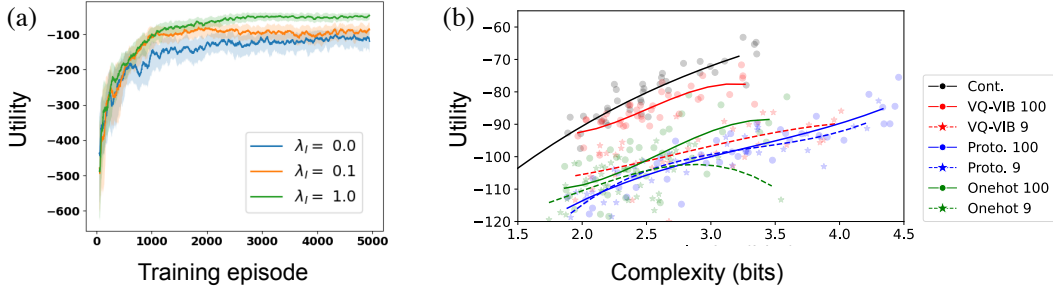 (a)
Utility
−100
−200
−300
−400
−500
−600
0
1000
2000
3000
4000
5000
λI = 0.0
λI = 0.1
λI = 1.0
Training episode
(b)
Utility
−60
−70
−80
−90
−100
−110
−120
1.5
2.0
2.5
3.0
3.5
4.0
4.5
Complexity (bits)
Cont.
VQ-VIB 100
VQ-VIB 9
Proto. 100
Proto. 9
Onehot 100
Onehot 9